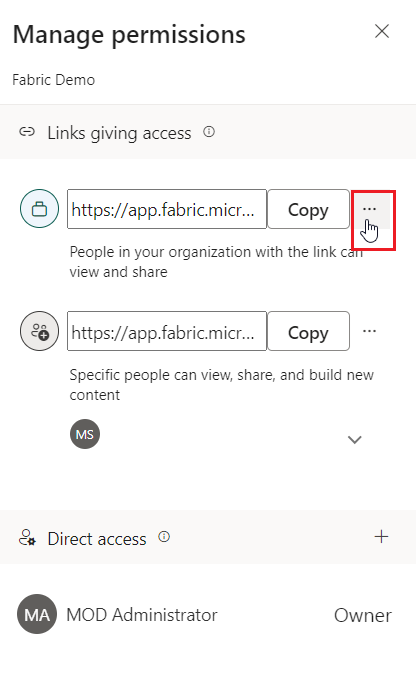 Manage permissions
Fabric Demo
Links giving access
https://app.fabric.micr... Copy ...
People in your organization with the link can
view and share
https://app.fabric.micr... Copy ...
Specific people can view, share, and build new
content
MS
Direct access
MA MOD Administrator Owner